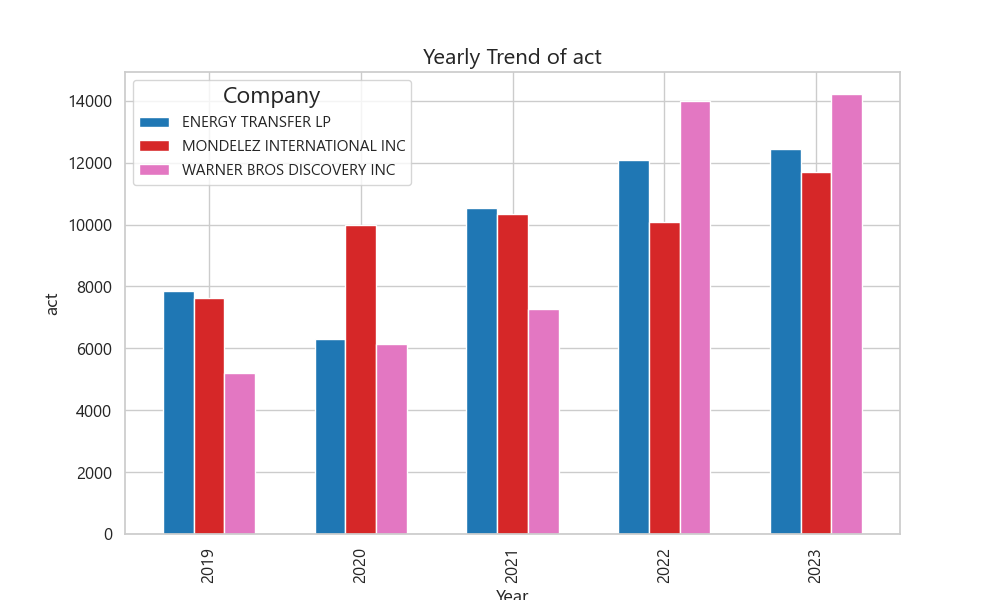 Yearly Trend of act
Company
ENERGY TRANSFER LP
MONDELEZ INTERNATIONAL INC
WARNER BROS DISCOVERY INC
act
14000
12000
10000
8000
6000
4000
2000
0
2019
2020
2021
2022
2023
Year